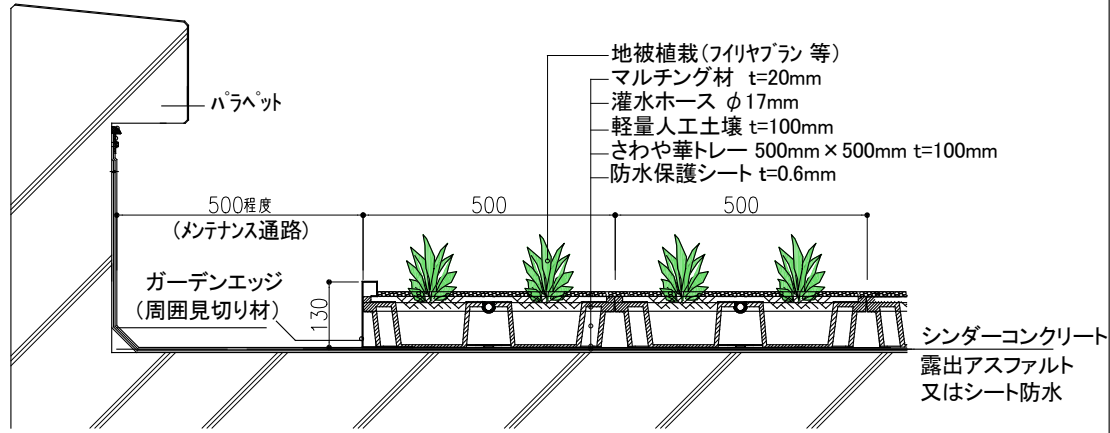 地被植栽(フイリヤブラン 等)
マルチング材 t=20mm
灌水ホース φ17mm
軽量人工土壌 t=100mm
さわや華トレー 500mm×500mm t=100mm
防水保護シート t=0.6mm
パラペット
500程度
(メンテナンス通路)
500
500
ガーデンエッジ
(周囲見切り材)
130
シンダーコンクリート
露出アスファルト
又はシート防水